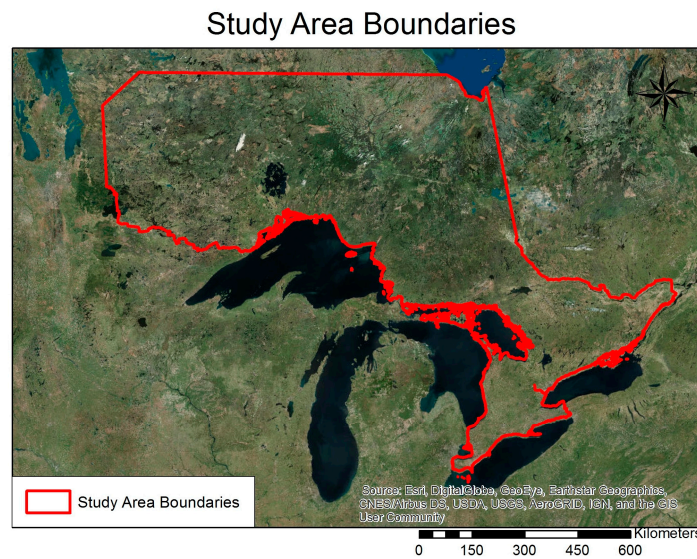 Study Area Boundaries
Study Area Boundaries
Source: Esri, DigitalGlobe, GeoEye, Earthstar Geographics,
CNES/Airbus DS, USDA, USGS, AeroGRID, IGN, and the GIS
User Community
Kilometers
0 150 300 450 600